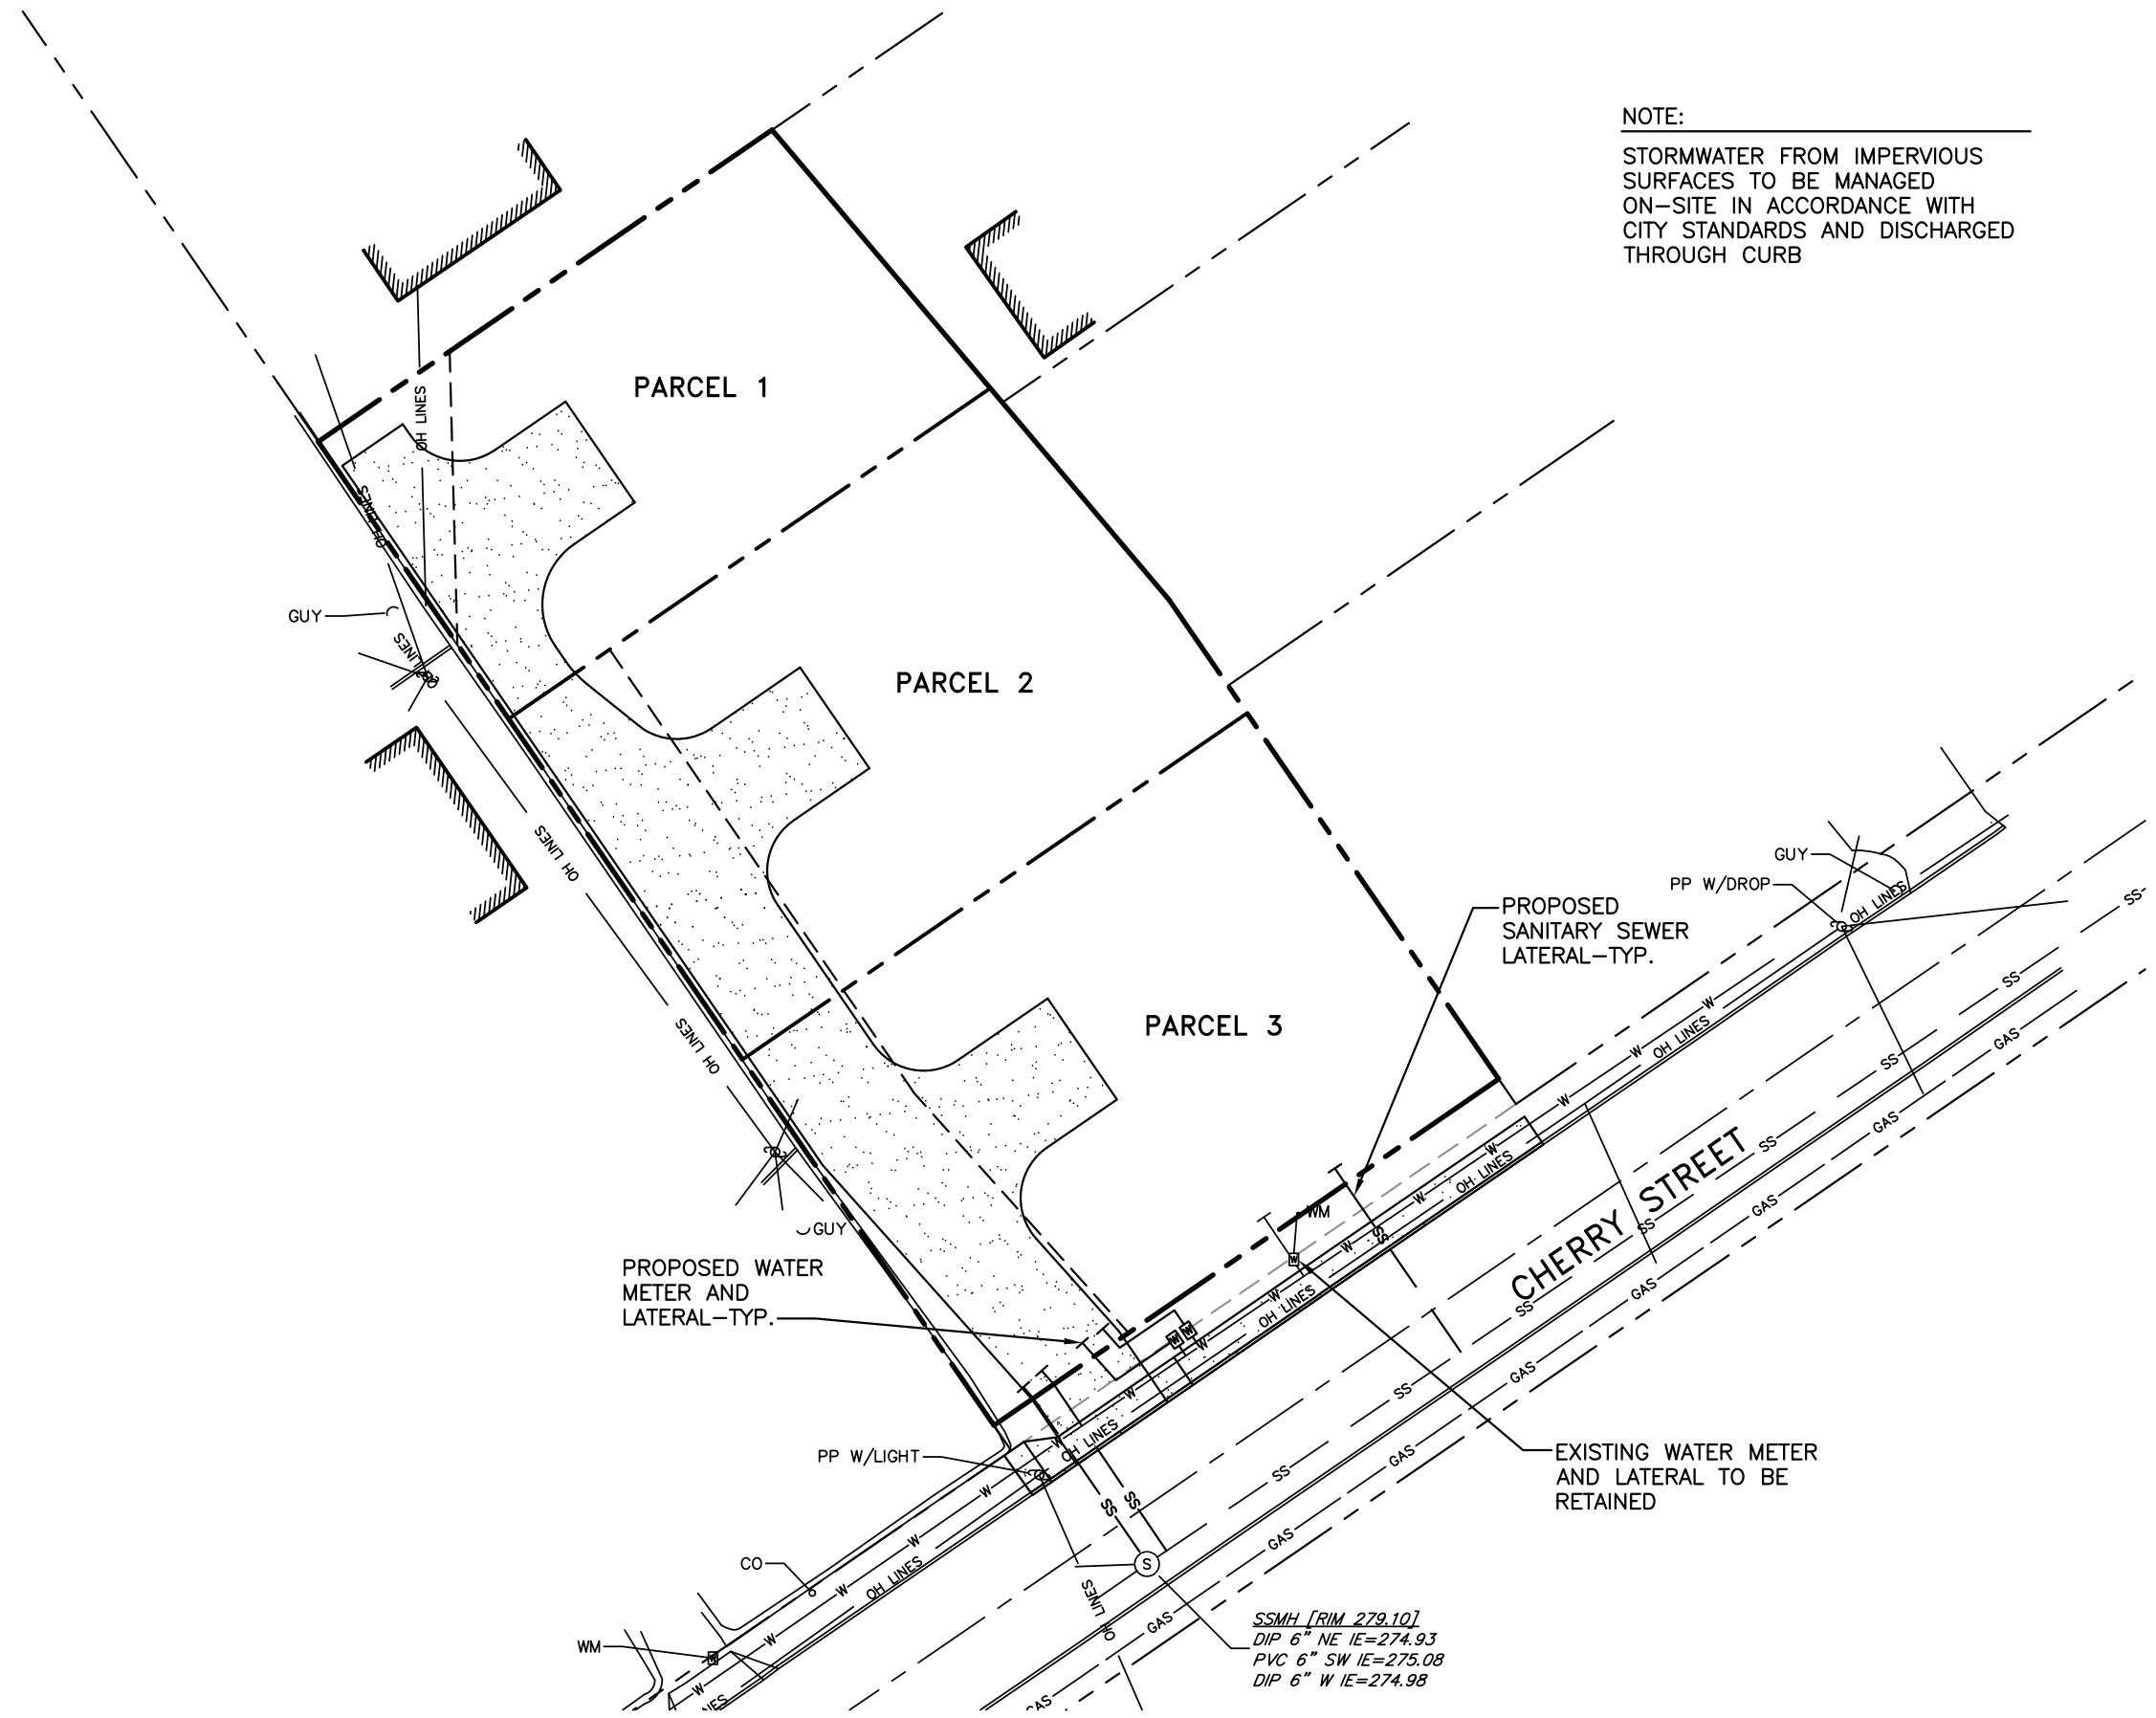 NOTE:
STORMWATER FROM IMPERVIOUS
SURFACES TO BE MANAGED
ON-SITE IN ACCORDANCE WITH
CITY STANDARDS AND DISCHARGED
THROUGH CURB
PARCEL 1
OH LINES
OH LINES
GUY
OH LINES
PARCEL 2
OH LINES
GUY
PP W/DROP
OH LINES
SS
PROPOSED
SANITARY SEWER
LATERAL-TYP.
SS
W
OH LINES
GAS
PARCEL 3
OH LINES
W
SS
W
GAS
CHERRY STREET
SS
W
OH LINES
W
SS
GAS
WM
SS
W
GUY
PROPOSED WATER
METER AND
LATERAL-TYP.
W
W
OH LINES
SS
GAS
W
W
W
W
SS
GAS
W
OH LINES
W
PP W/LIGHT
SS
GAS
EXISTING WATER METER
AND LATERAL TO BE
RETAINED
W
SS
SS
W
GAS
CO
W
OH LINES
S
OH LINES
GAS
SSMH [RIM 279.10]
DIP 6" NE IE=274.93
PVC 6" SW IE=275.08
DIP 6" W IE=274.98
WM
W
W
W
GAS